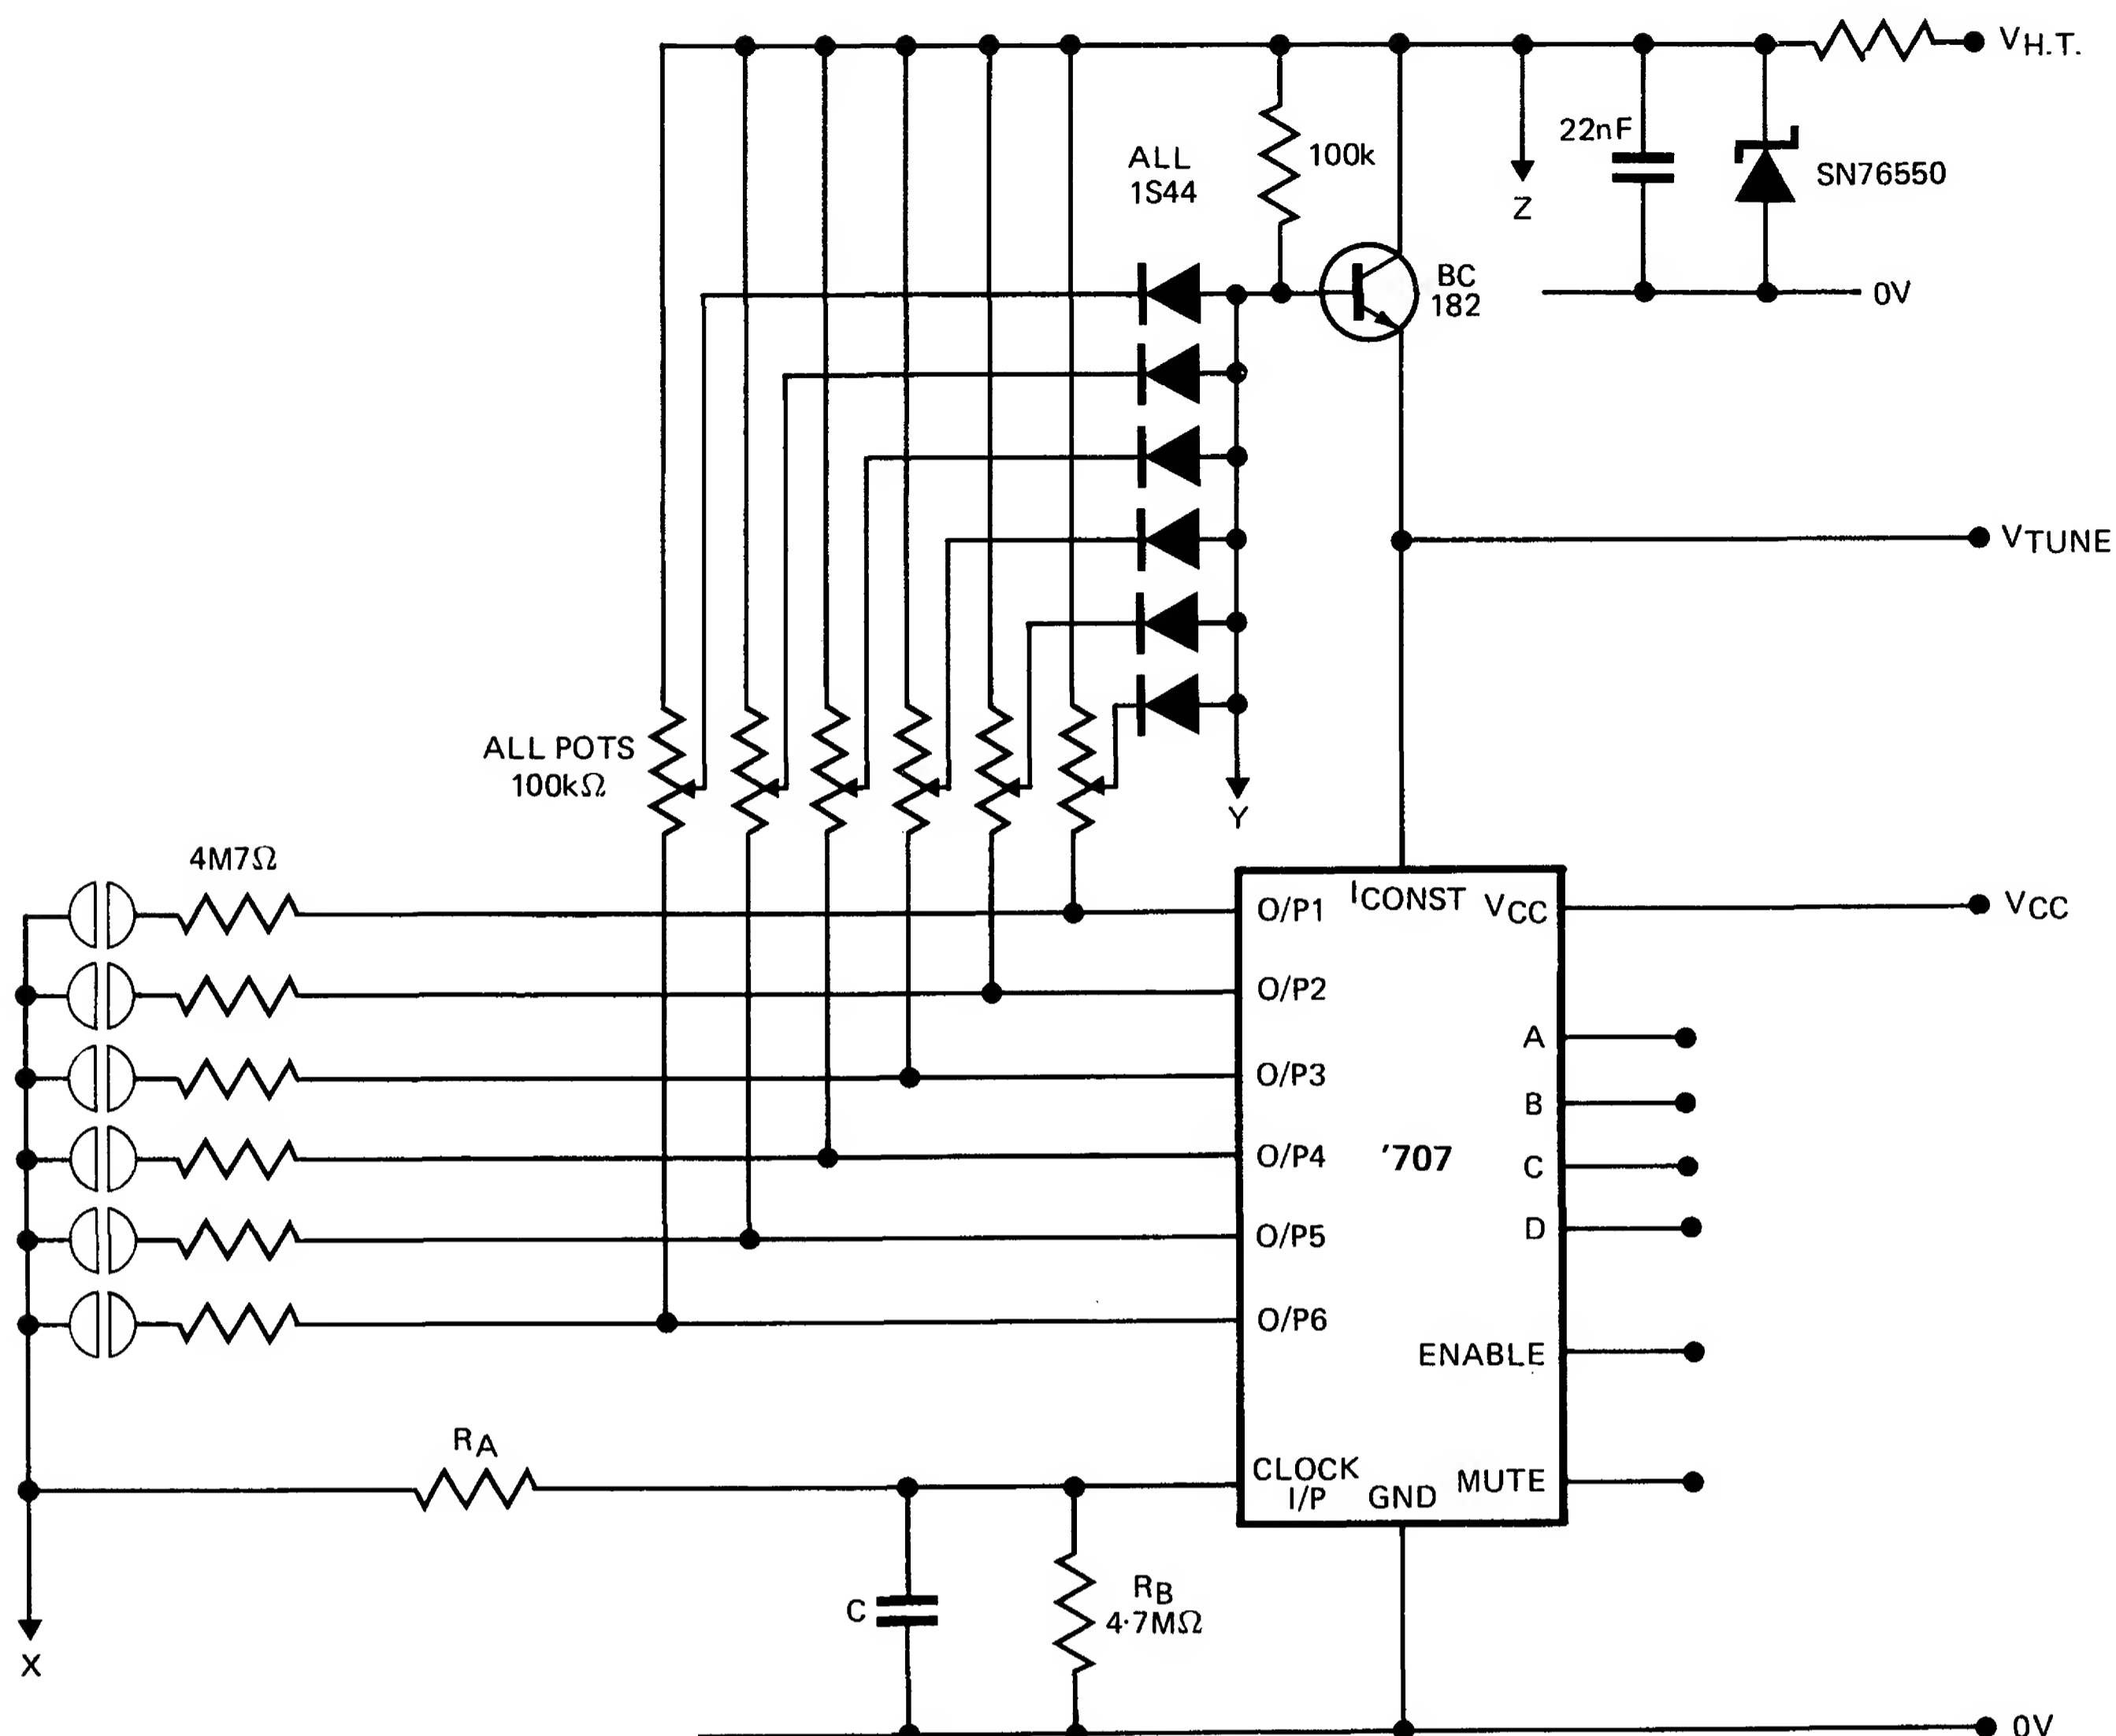 VH.T.
22nF
100k
ALL
1S44
SN76550
Z
BC
182
0V
VTUNE
ALL POTS
100kΩ
Y
4M7Ω
ICONST
VCC
VCC
O/P1
O/P2
A
O/P3
B
O/P4
'707
C
D
O/P5
O/P6
ENABLE
RA
CLOCK
I/P
GND
MUTE
RB
4·7MΩ
C
X
0V